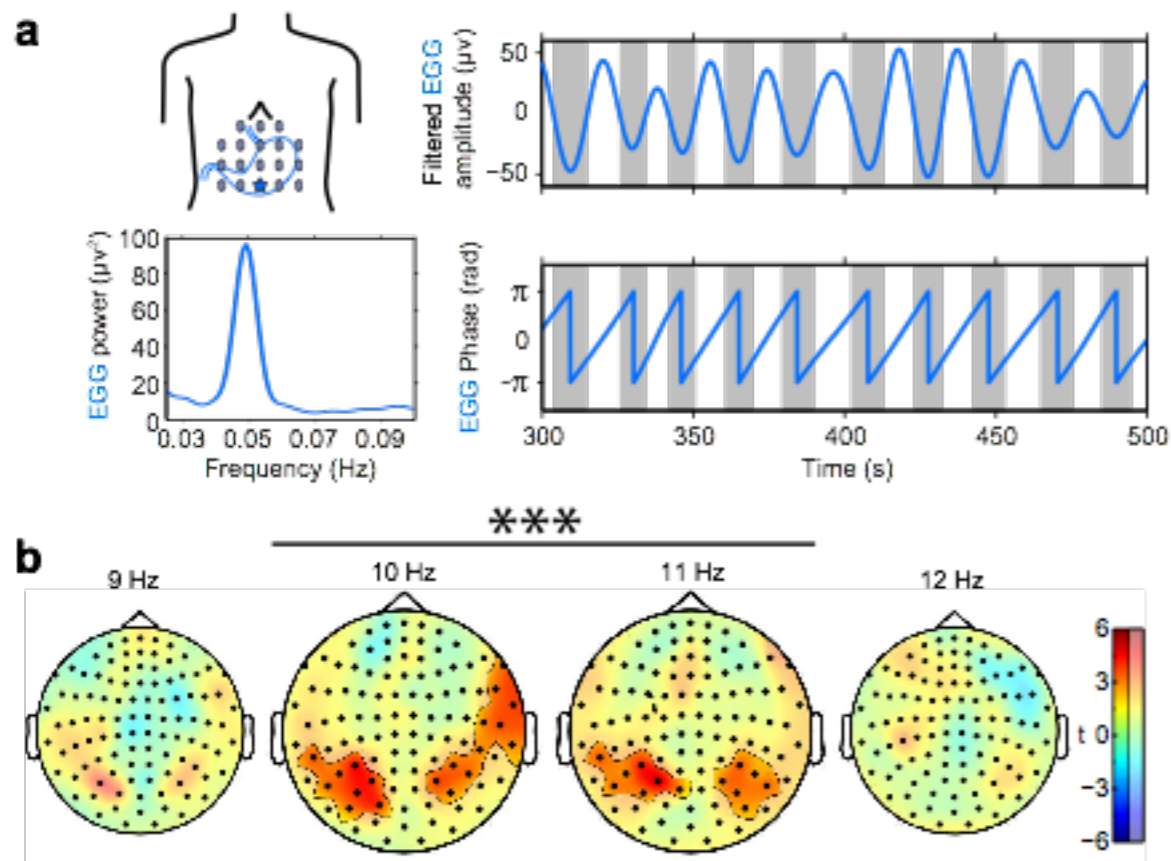 a
Filtered EGG
amplitude (μv)
50
0
−50
EGG power (μv²)
100
80
60
40
20
0
0.03 0.05 0.07 0.09
Frequency (Hz)
EGG Phase (rad)
π
0
−π
300 350 400 450 500
Time (s)
***
b
9 Hz 10 Hz 11 Hz 12 Hz
6
3
t 0
−3
−6